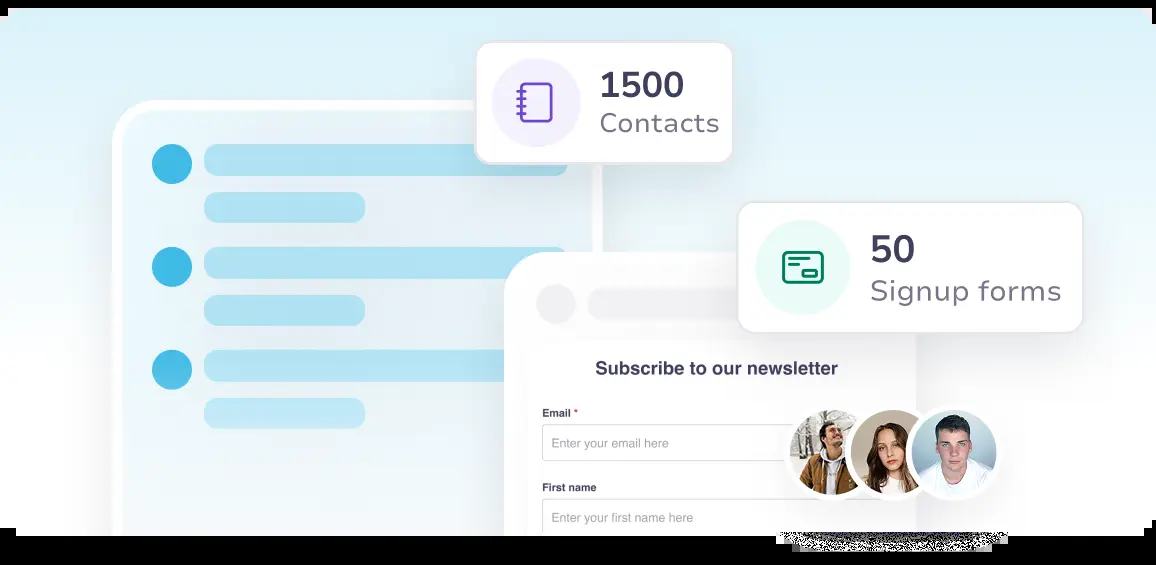 1500
Contacts
50
Signup forms
Subscribe to our newsletter
Email *
Enter your email here
First name
Enter your first name here